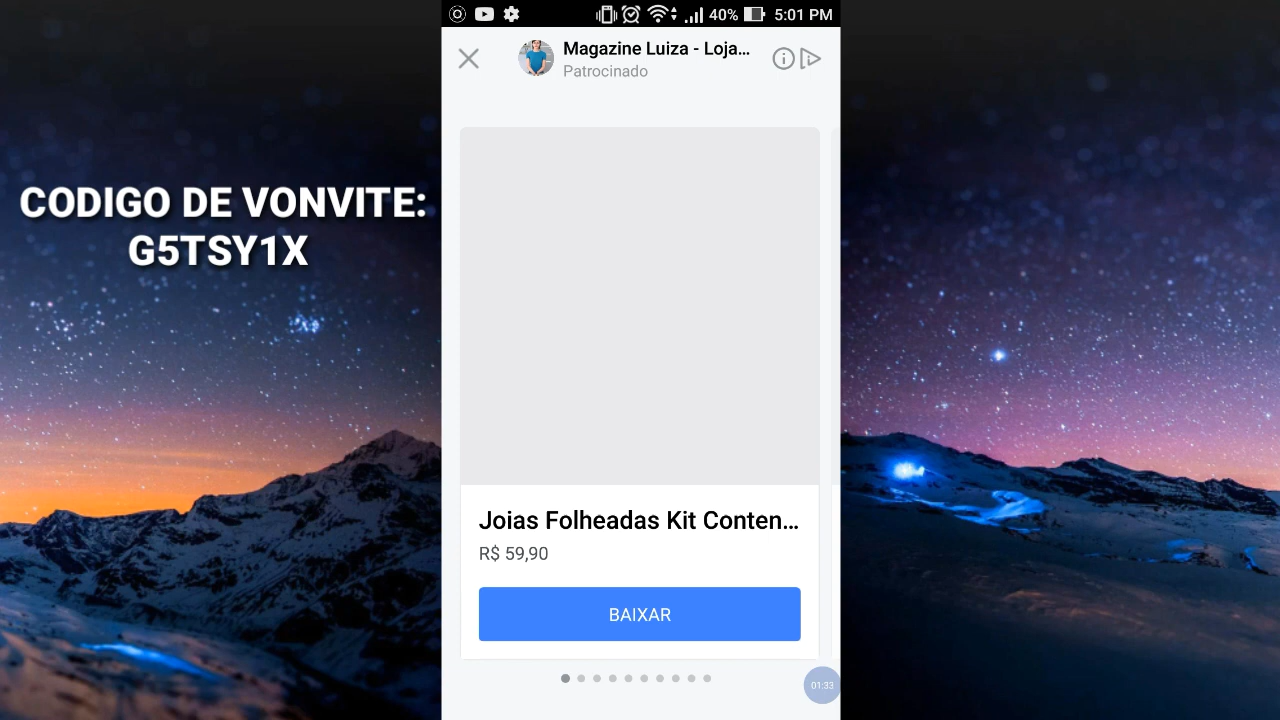 40% 5:01 PM
Magazine Luiza - Loja...
Patrocinado
CODIGO DE VONVITE:
G5TSY1X
Joias Folheadas Kit Conten...
R$ 59,90
BAIXAR
01:33